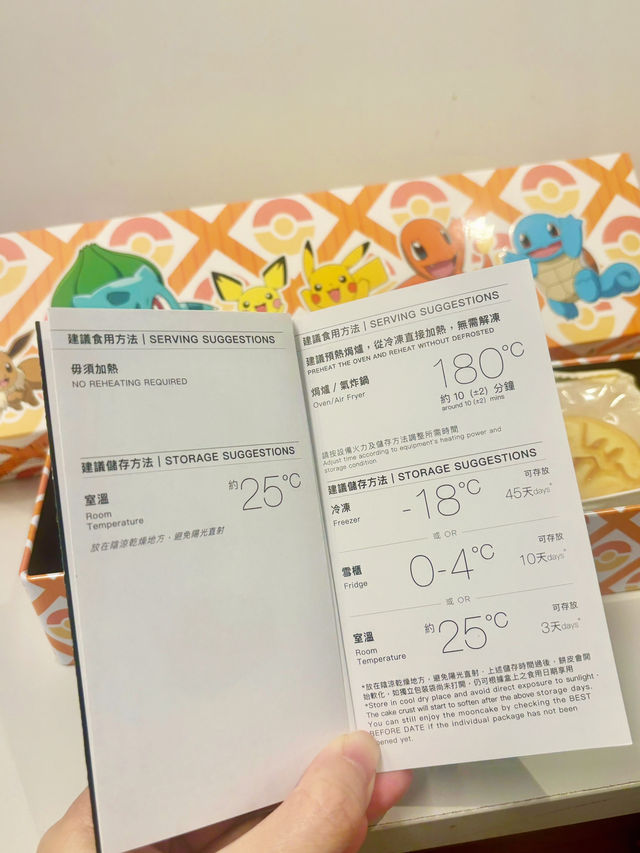 建議食用方法 | SERVING SUGGESTIONS
毋須加熱
NO REHEATING REQUIRED
建議儲存方法 | STORAGE SUGGESTIONS
室溫
Room
Temperature
約25°C
放在陰涼乾燥地方，避免陽光直射
建議食用方法 | SERVING SUGGESTIONS
建議預熱焗爐，從冷凍直接加熱，無需解凍
PREHEAT THE OVEN AND REHEAT WITHOUT DEFROSTED
焗爐 / 氣炸鍋
Oven/Air Fryer
180°C
約 10 (±2) 分鐘
around 10 (±2) mins
請按設備火力及儲存方法調整所需時間
Adjust time according to equipment's heating power and
storage condition
建議儲存方法 | STORAGE SUGGESTIONS
冷凍
Freezer
-18°C
可存放
45天days*
或 OR
雪櫃
Fridge
0-4°C
可存放
10天days*
或 OR
室溫
Room
Temperature
約25°C
可存放
3天days*
*放在陰涼乾燥地方，避免陽光直射．上述儲存時間過後，餅皮會開
始軟化，如獨立包裝袋尚未打開，仍可根據盒上之食用日期享用
*Store in cool dry place and avoid direct exposure to sunlight.
The cake crust will start to soften after the above storage days.
You can still enjoy the mooncake by checking the BEST
BEFORE DATE if the individual package has not been
opened yet.